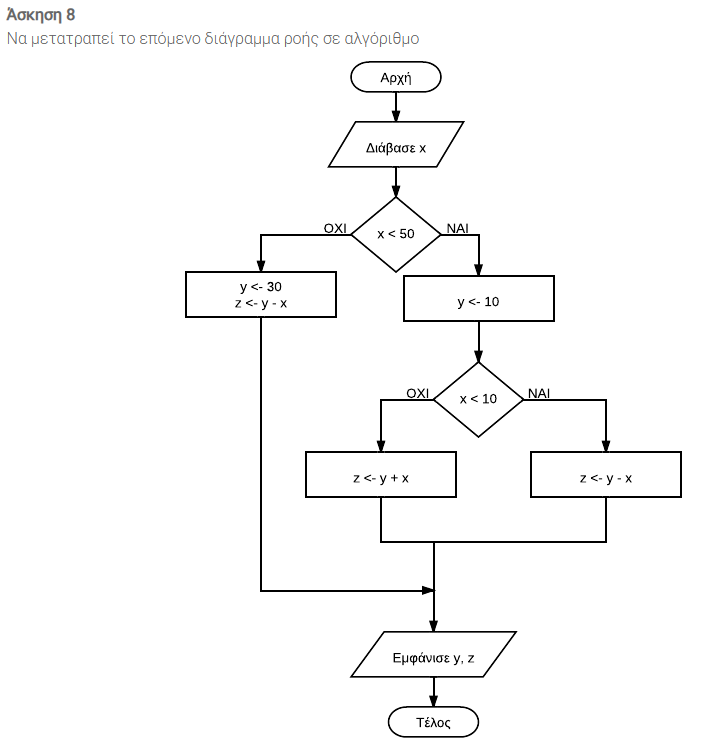 Άσκηση 8
Να μετατραπεί το επόμενο διάγραμμα ροής σε αλγόριθμο
Αρχή
Διάβασε x
x < 50
ΟΧΙ
ΝΑΙ
y <- 30
z <- y - x
y <- 10
x < 10
ΟΧΙ
ΝΑΙ
z <- y + x
z <- y - x
Εμφάνισε y, z
Τέλος